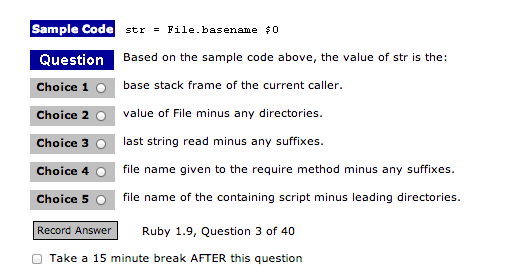 Sample Code str = File.basename $0
Question Based on the sample code above, the value of str is the:
Choice 1 base stack frame of the current caller.
Choice 2 value of File minus any directories.
Choice 3 last string read minus any suffixes.
Choice 4 file name given to the require method minus any suffixes.
Choice 5 file name of the containing script minus leading directories.
Record Answer Ruby 1.9, Question 3 of 40
Take a 15 minute break AFTER this question